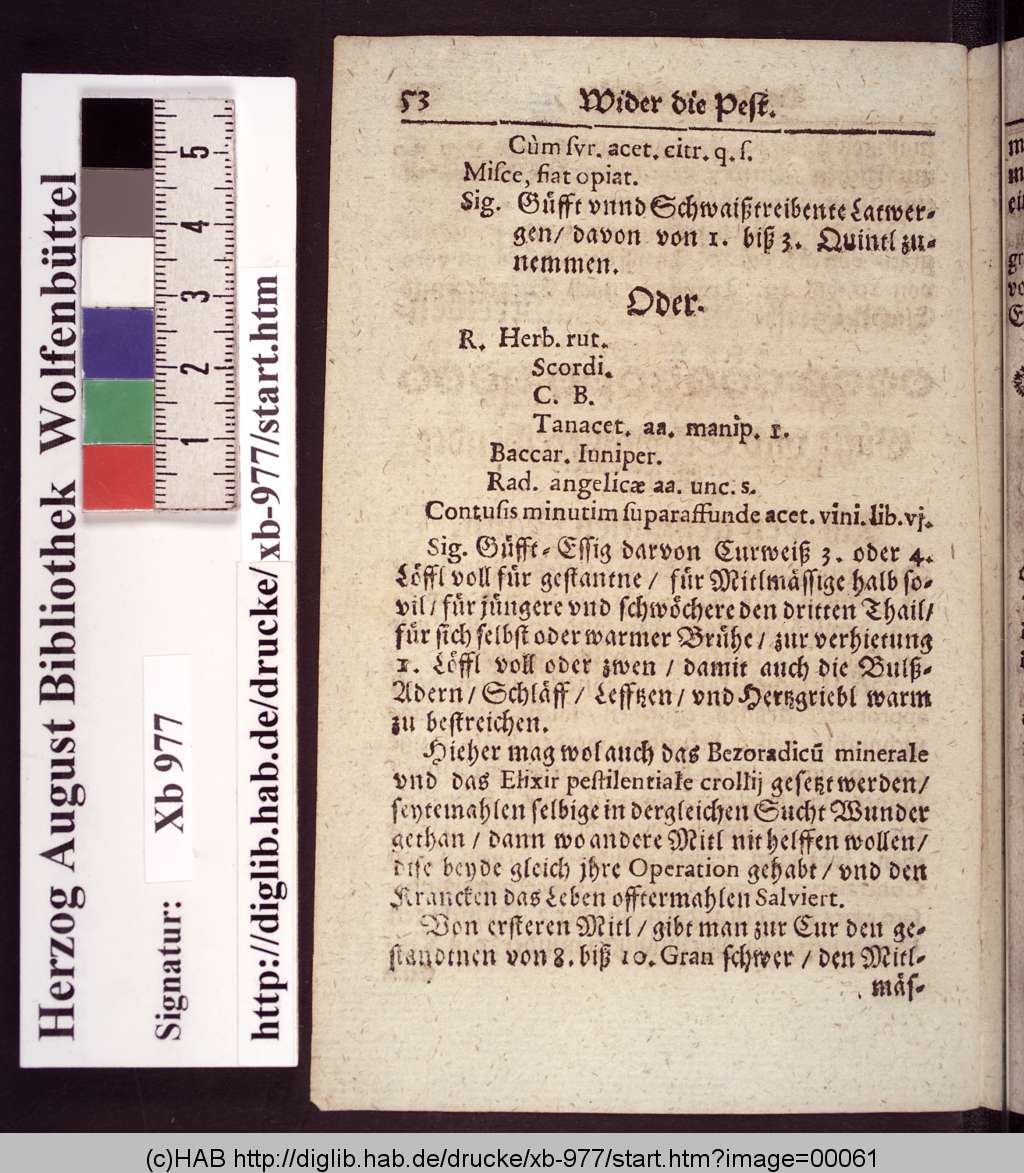 53 Wider die Pest.
Cùm syr. acet. citr. q. s.
Misce, fiat opiat.
Sig. Güfft vnnd Schwaißtreibente Latwer-
gen/ davon von 1. biß 3. Quintl zu-
nemmen.
Oder.
R. Herb. rut.
Scordi.
C. B.
Tanacet. aa. manip. 1.
Baccar. Iuniper.
Rad. angelicæ aa. unc. s.
Contusis minutim suparaffunde acet. vini. lib. vj.
Sig. Güfft-Essig darvon Curweiß 3. oder 4.
Löffl voll für gestantne / für Mitlmässige halb so-
vil / für jüngere vnd schwöchere den dritten Thail/
für sich selbst oder warmer Brühe / zur verhietung
1. Löffl voll oder zwen / damit auch die Bulß-
Adern / Schläff / Lefftzen / vnd Hertzgriebl warm
zu bestreichen.
Hieher mag wol auch das Bezoradicū minerale
vnd das Elixir pestilentiale crollij gesetzt werden/
seytemahlen selbige in dergleichen Sucht Wunder
gethan / dann wo andere Mitl nit helffen wollen/
dise beyde gleich jhre Operation gehabt / vnd den
Krancken das Leben offtermahlen Salviert.
Von ersteren Mitl / gibt man zur Cur den ge-
standtnen von 8. biß 10. Gran schwer / den Mitl-
mäs-
Herzog August Bibliothek Wolfenbüttel
Signatur: Xb 977
http://diglib.hab.de/drucke/xb-977/start.htm
1 2 3 4 5
(c)HAB http://diglib.hab.de/drucke/xb-977/start.htm?image=00061